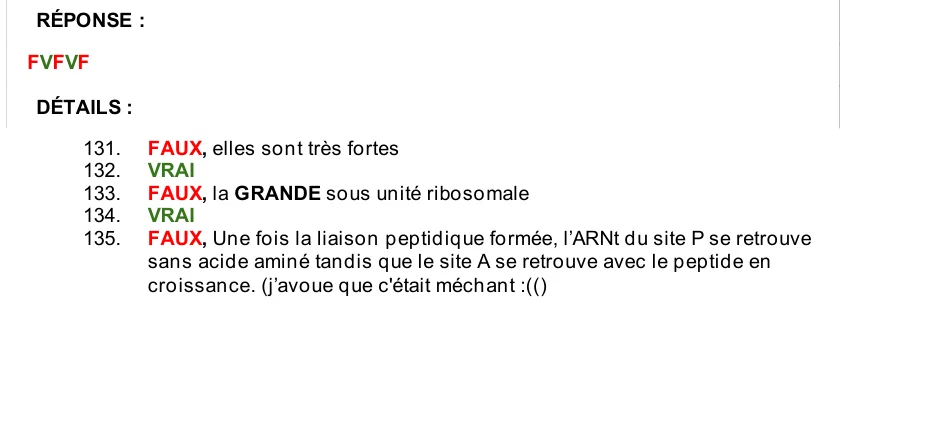 RÉPONSE :
FVFVF
DÉTAILS :
131. FAUX, elles sont très fortes
132. VRAI
133. FAUX, la GRANDE sous unité ribosomale
134. VRAI
135. FAUX, Une fois la liaison peptidique formée, l’ARNt du site P se retrouve
sans acide aminé tandis que le site A se retrouve avec le peptide en
croissance. (j’avoue que c'était méchant :(()